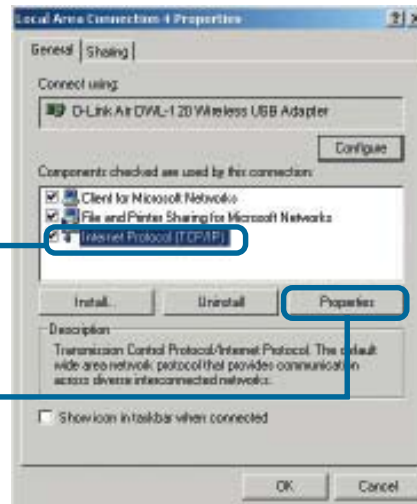 Local Area Connection 4 Properties
General
Sharing
Connect using:
D-Link Air DWL-120 Wireless USB Adapter
Configure
Components checked are used by this connection:
Client for Microsoft Networks
File and Printer Sharing for Microsoft Networks
Internet Protocol (TCP/IP)
Install...
Uninstall
Properties
Description
Transmission Control Protocol/Internet Protocol. The default
wide area network protocol that provides communication
across diverse interconnected networks.
Show icon in taskbar when connected
OK
Cancel